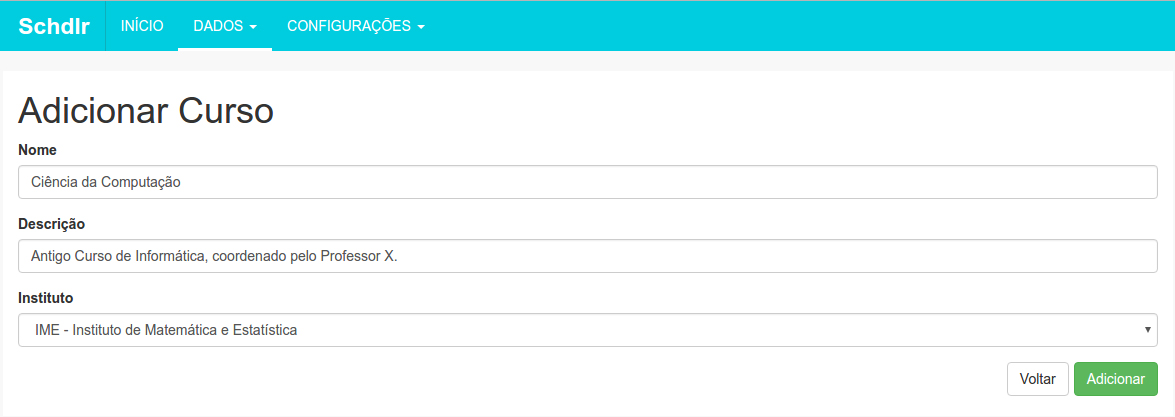 Schdlr INÍCIO DADOS CONFIGURAÇÕES
Adicionar Curso
Nome
Ciência da Computação
Descrição
Antigo Curso de Informática, coordenado pelo Professor X.
Instituto
IME - Instituto de Matemática e Estatística
Voltar Adicionar